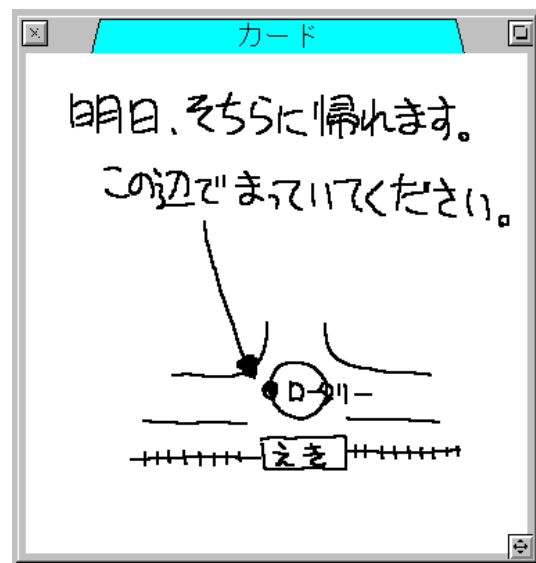 カード
明日、そちらに帰れます。
この辺でまっていてください。
ロータリー
えき